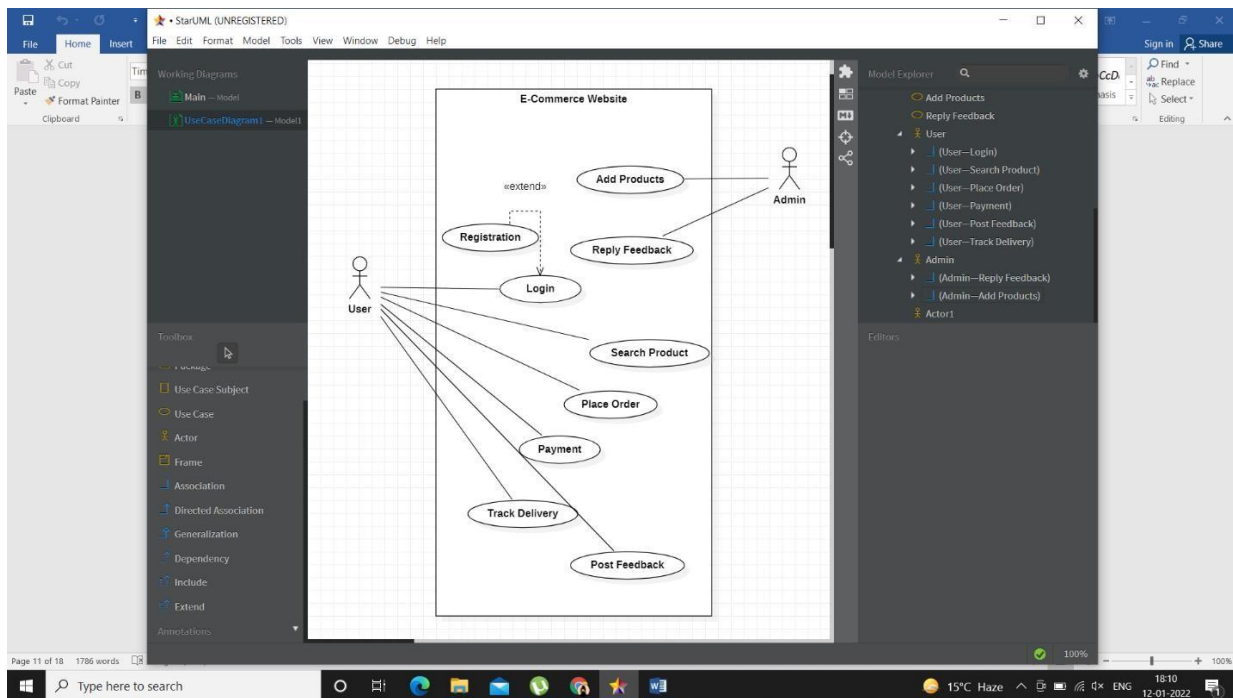 StarUML (UNREGISTERED)
File Edit Format Model Tools View Window Debug Help
File Home Insert
Sign in Share
Cut
Copy
Format Painter
Paste
Clipboard
Tim
B
Find
Replace
Select
Editing
Working Diagrams
Main — Model
UseCaseDiagram1 — Model1
Toolbox
Package
Use Case Subject
Use Case
Actor
Frame
Association
Directed Association
Generalization
Dependency
Include
Extend
Annotations
E-Commerce Website
Add Products
Admin
«extend»
Registration
Reply Feedback
Login
User
Search Product
Place Order
Payment
Track Delivery
Post Feedback
Model Explorer
Add Products
Reply Feedback
User
(User—Login)
(User—Search Product)
(User—Place Order)
(User—Payment)
(User—Post Feedback)
(User—Track Delivery)
Admin
(Admin—Reply Feedback)
(Admin—Add Products)
Actor1
Editors
100%
Page 11 of 18 1786 words
100%
Type here to search
15°C Haze ENG
18:10
12-01-2022